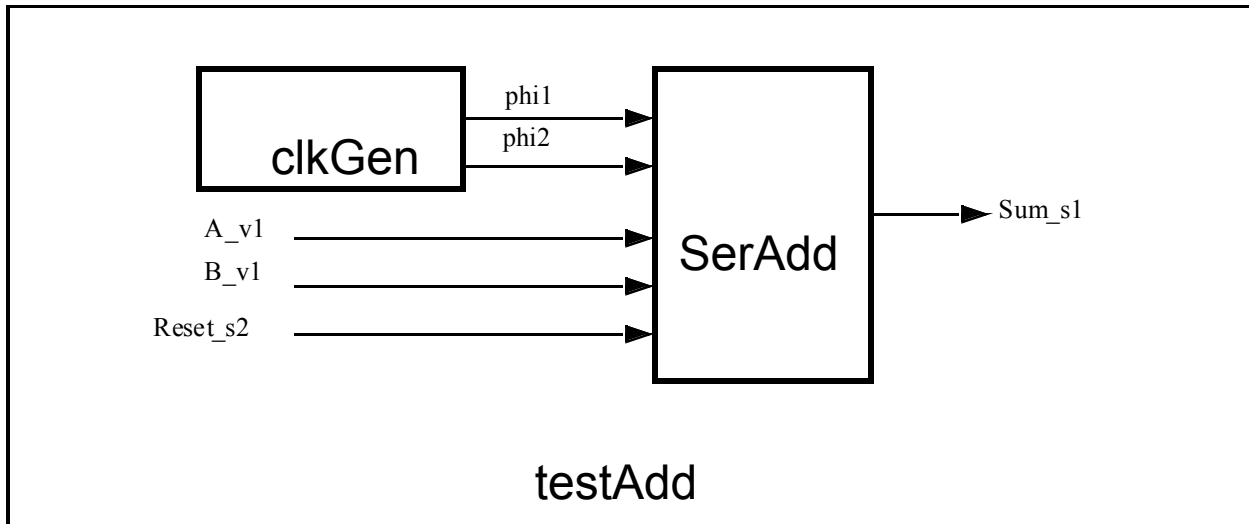 phi1
phi2
clkGen
A_v1
B_v1
Reset_s2
SerAdd
Sum_s1
testAdd